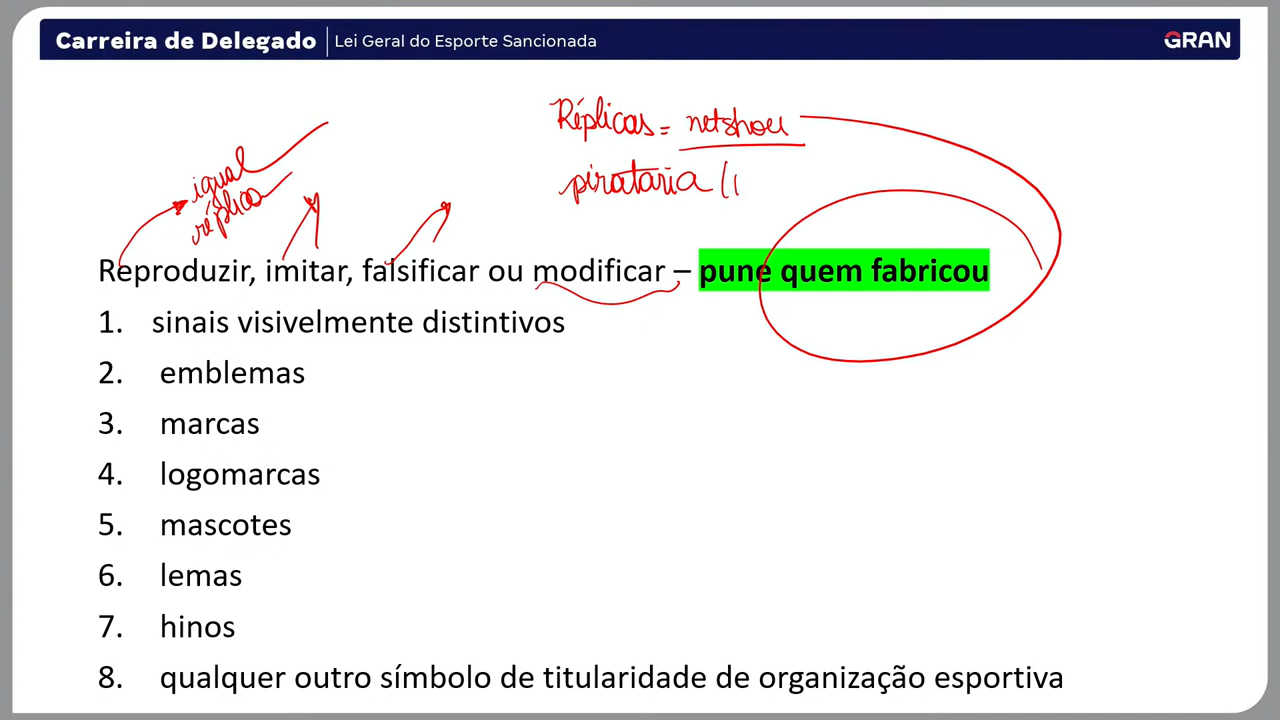 Carreira de Delegado | Lei Geral do Esporte Sancionada
GRAN
Réplicas = netshou
pirataria
igual
réplica
Reproduzir, imitar, falsificar ou modificar – pune quem fabricou
1. sinais visivelmente distintivos
2. emblemas
3. marcas
4. logomarcas
5. mascotes
6. lemas
7. hinos
8. qualquer outro símbolo de titularidade de organização esportiva